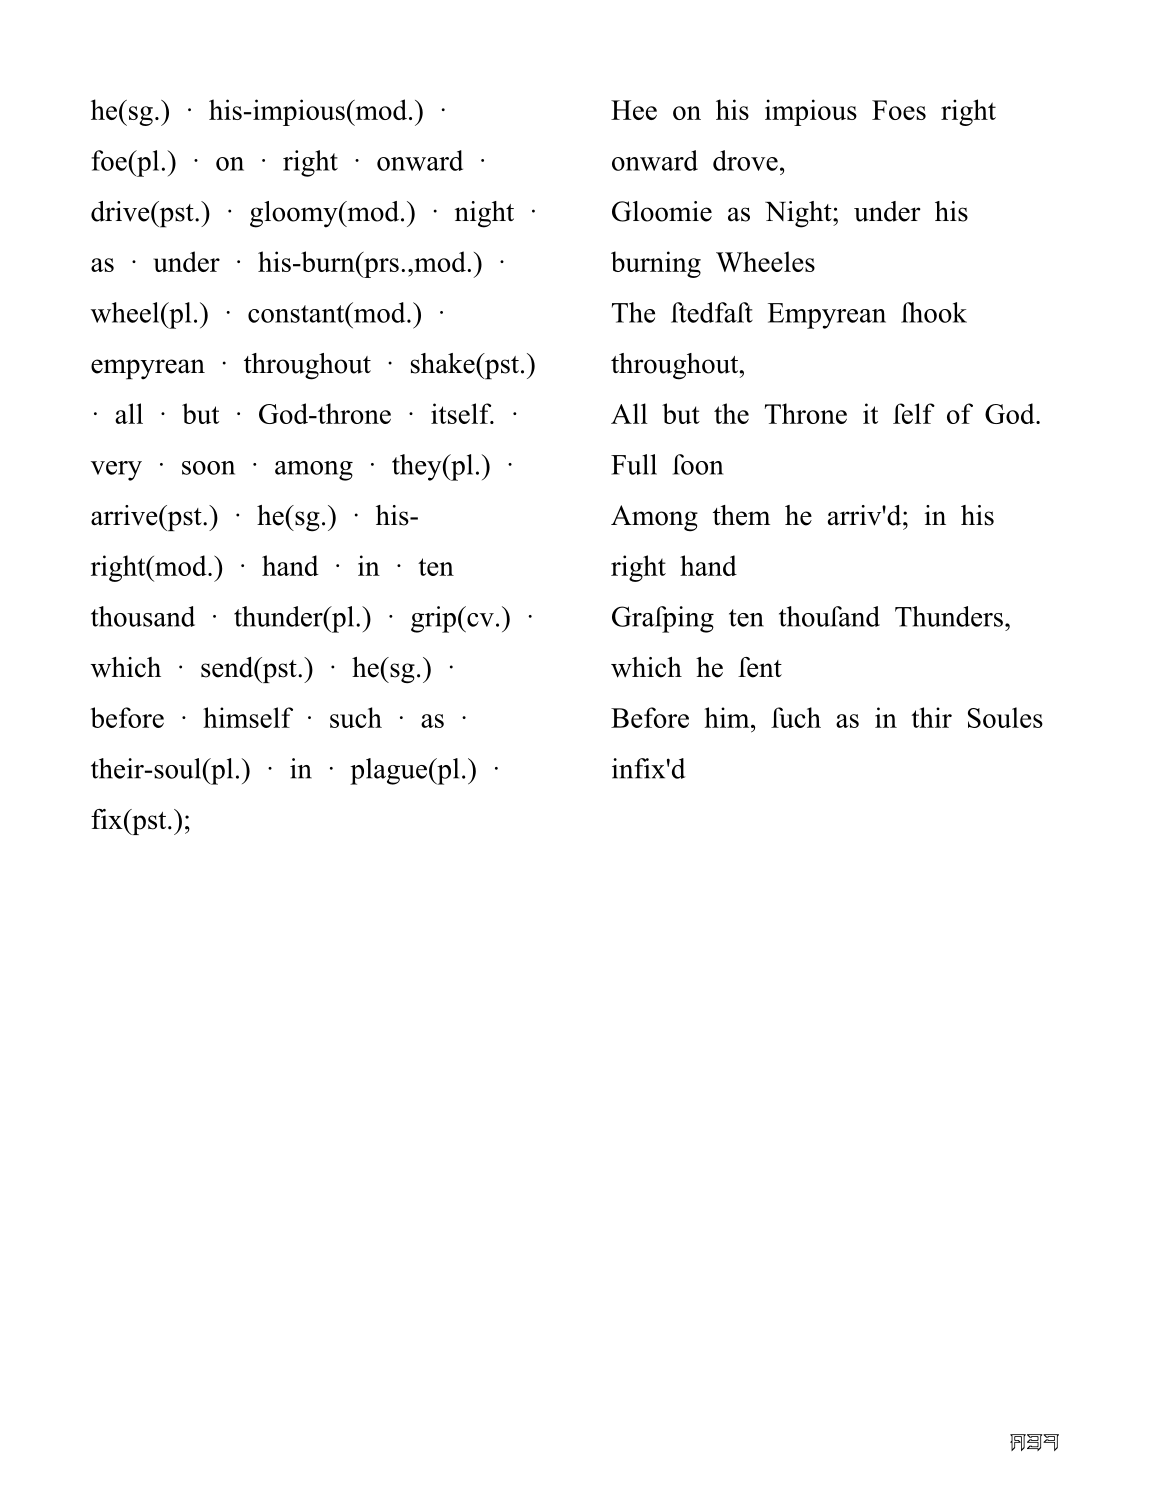 he(sg.) · his-impious(mod.) ·
foe(pl.) · on · right · onward ·
drive(pst.) · gloomy(mod.) · night ·
as · under · his-burn(prs.,mod.) ·
wheel(pl.) · constant(mod.) ·
empyrean · throughout · shake(pst.)
· all · but · God-throne · itself. ·
very · soon · among · they(pl.) ·
arrive(pst.) · he(sg.) · his-
right(mod.) · hand · in · ten
thousand · thunder(pl.) · grip(cv.) ·
which · send(pst.) · he(sg.) ·
before · himself · such · as ·
their-soul(pl.) · in · plague(pl.) ·
fix(pst.);
Hee on his impious Foes right
onward drove,
Gloomie as Night; under his
burning Wheeles
The ſtedfaſt Empyrean ſhook
throughout,
All but the Throne it ſelf of God.
Full ſoon
Among them he arriv'd; in his
right hand
Graſping ten thouſand Thunders,
which he ſent
Before him, ſuch as in thir Soules
infix'd